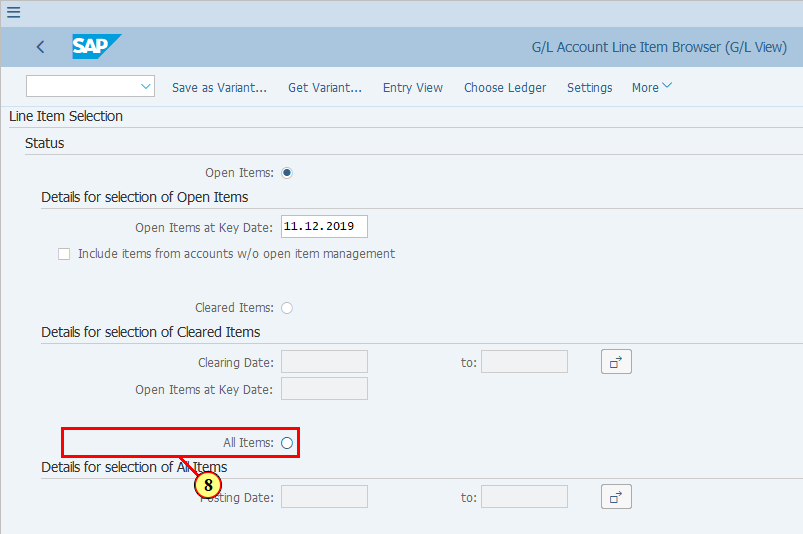 SAP
G/L Account Line Item Browser (G/L View)
Save as Variant... Get Variant... Entry View Choose Ledger Settings More
Line Item Selection
Status
Open Items:
Details for selection of Open Items
Open Items at Key Date: 11.12.2019
Include items from accounts w/o open item management
Cleared Items:
Details for selection of Cleared Items
Clearing Date: to:
Open Items at Key Date:
All Items:
Details for selection of All Items
8
Posting Date: to: